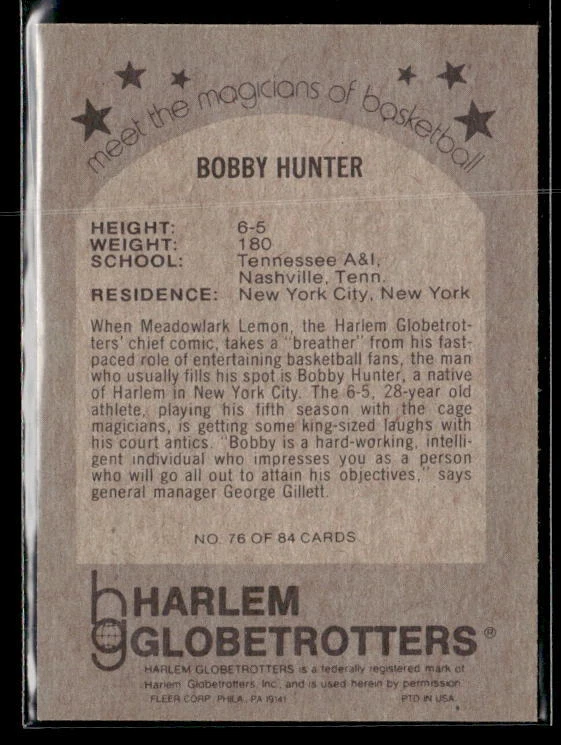 meet the magicians of basketball
BOBBY HUNTER
HEIGHT: 6-5
WEIGHT: 180
SCHOOL: Tennessee A&I,
Nashville, Tenn.
RESIDENCE: New York City, New York
When Meadowlark Lemon, the Harlem Globetrot-
ters' chief comic, takes a "breather" from his fast-
paced role of entertaining basketball fans, the man
who usually fills his spot is Bobby Hunter, a native
of Harlem in New York City. The 6-5, 28-year old
athlete, playing his fifth season with the cage
magicians, is getting some king-sized laughs with
his court antics. "Bobby is a hard-working, intelli-
gent individual who impresses you as a person
who will go all out to attain his objectives," says
general manager George Gillett.
NO. 76 OF 84 CARDS
hg HARLEM
GLOBETROTTERS®
HARLEM GLOBETROTTERS is a federally registered mark of
Harlem Globetrotters, Inc., and is used herein by permission
FLEER CORP. PHILA., PA 19141 PTD IN USA